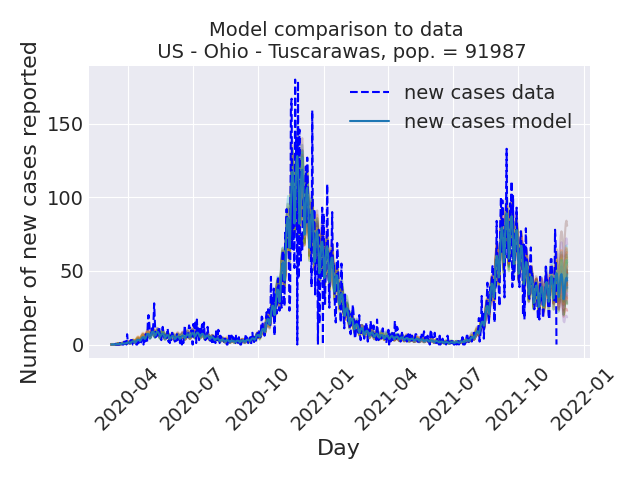 Model comparison to data
US - Ohio - Tuscarawas, pop. = 91987
Number of new cases reported
150
100
50
0
new cases data
new cases model
2020-04
2020-07
2020-10
2021-01
2021-04
2021-07
2021-10
2022-01
Day